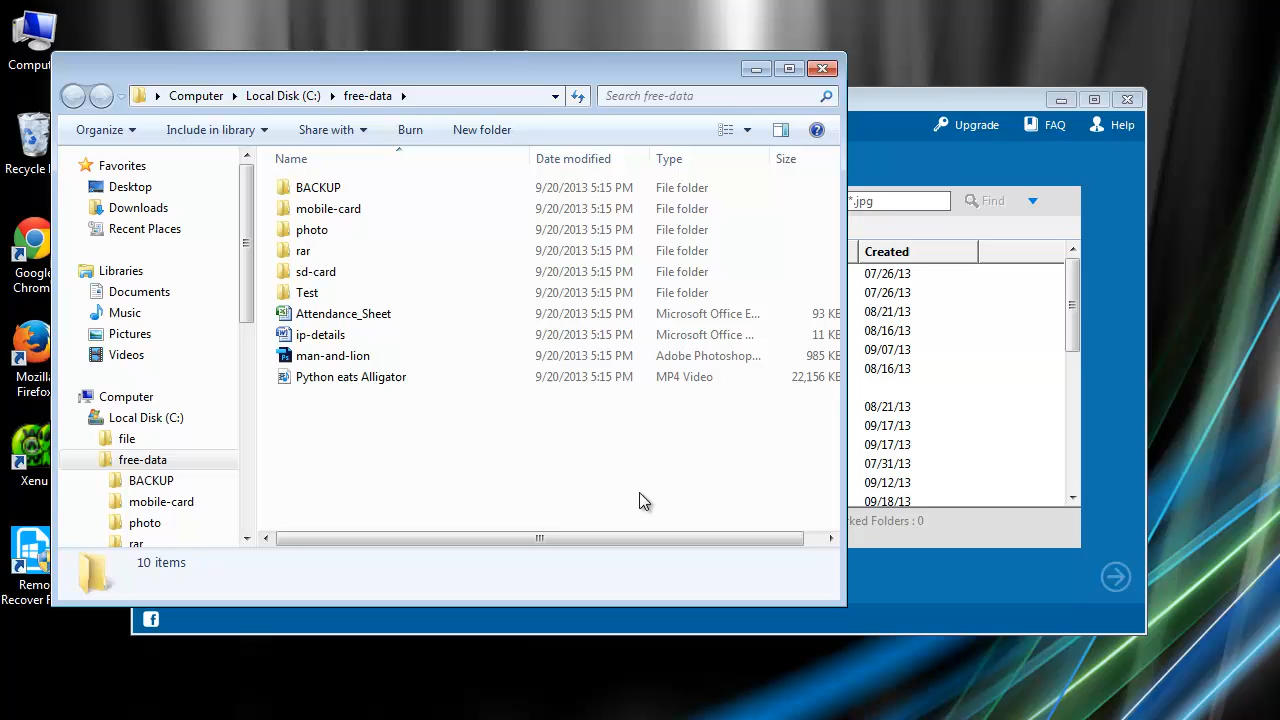 Comput
Recycle
Google
Chrom
Mozill
Firefox
Xenu
Remo
Recover
Computer
Local Disk (C:)
free-data
Search free-data
Organize
Include in library
Share with
Burn
New folder
Favorites
Desktop
Downloads
Recent Places
Libraries
Documents
Music
Pictures
Videos
Computer
Local Disk (C:)
file
free-data
BACKUP
mobile-card
photo
rar
Name Date modified Type Size
BACKUP 9/20/2013 5:15 PM File folder
mobile-card 9/20/2013 5:15 PM File folder
photo 9/20/2013 5:15 PM File folder
rar 9/20/2013 5:15 PM File folder
sd-card 9/20/2013 5:15 PM File folder
Test 9/20/2013 5:15 PM File folder
Attendance_Sheet 9/20/2013 5:15 PM Microsoft Office E... 93 KB
ip-details 9/20/2013 5:15 PM Microsoft Office ... 11 KB
man-and-lion 9/20/2013 5:15 PM Adobe Photoshop... 985 KB
Python eats Alligator 9/20/2013 5:15 PM MP4 Video 22,156 KB
10 items
Upgrade
FAQ
Help
*.jpg
Find
Created
07/26/13
07/26/13
08/21/13
08/16/13
09/07/13
08/16/13
08/21/13
09/17/13
09/17/13
07/31/13
09/12/13
09/18/13
ked Folders : 0